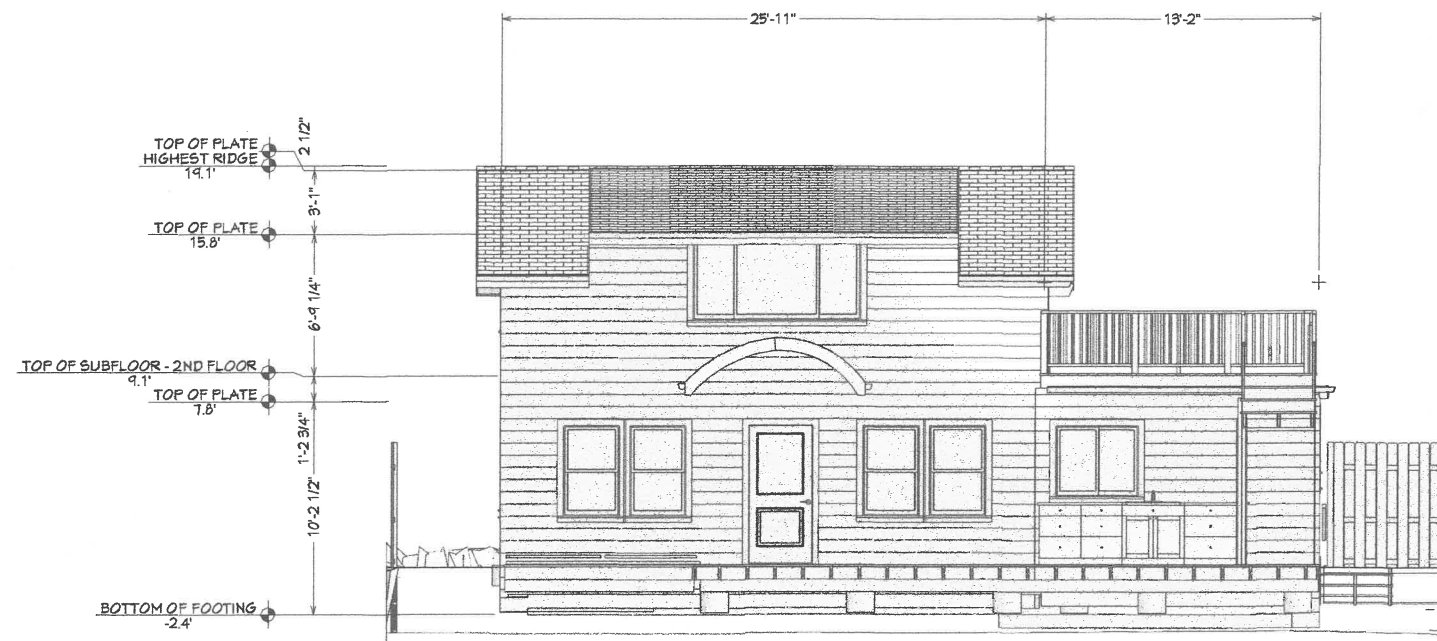 25'-11"
13'-2"
TOP OF PLATE
HIGHEST RIDGE
19.1'
2 1/2"
3'-1"
TOP OF PLATE
15.8'
6'-9 1/4"
TOP OF SUBFLOOR - 2ND FLOOR
9.1'
TOP OF PLATE
7.8'
1'-2 3/4"
10'-2 1/2"
BOTTOM OF FOOTING
-2.4'